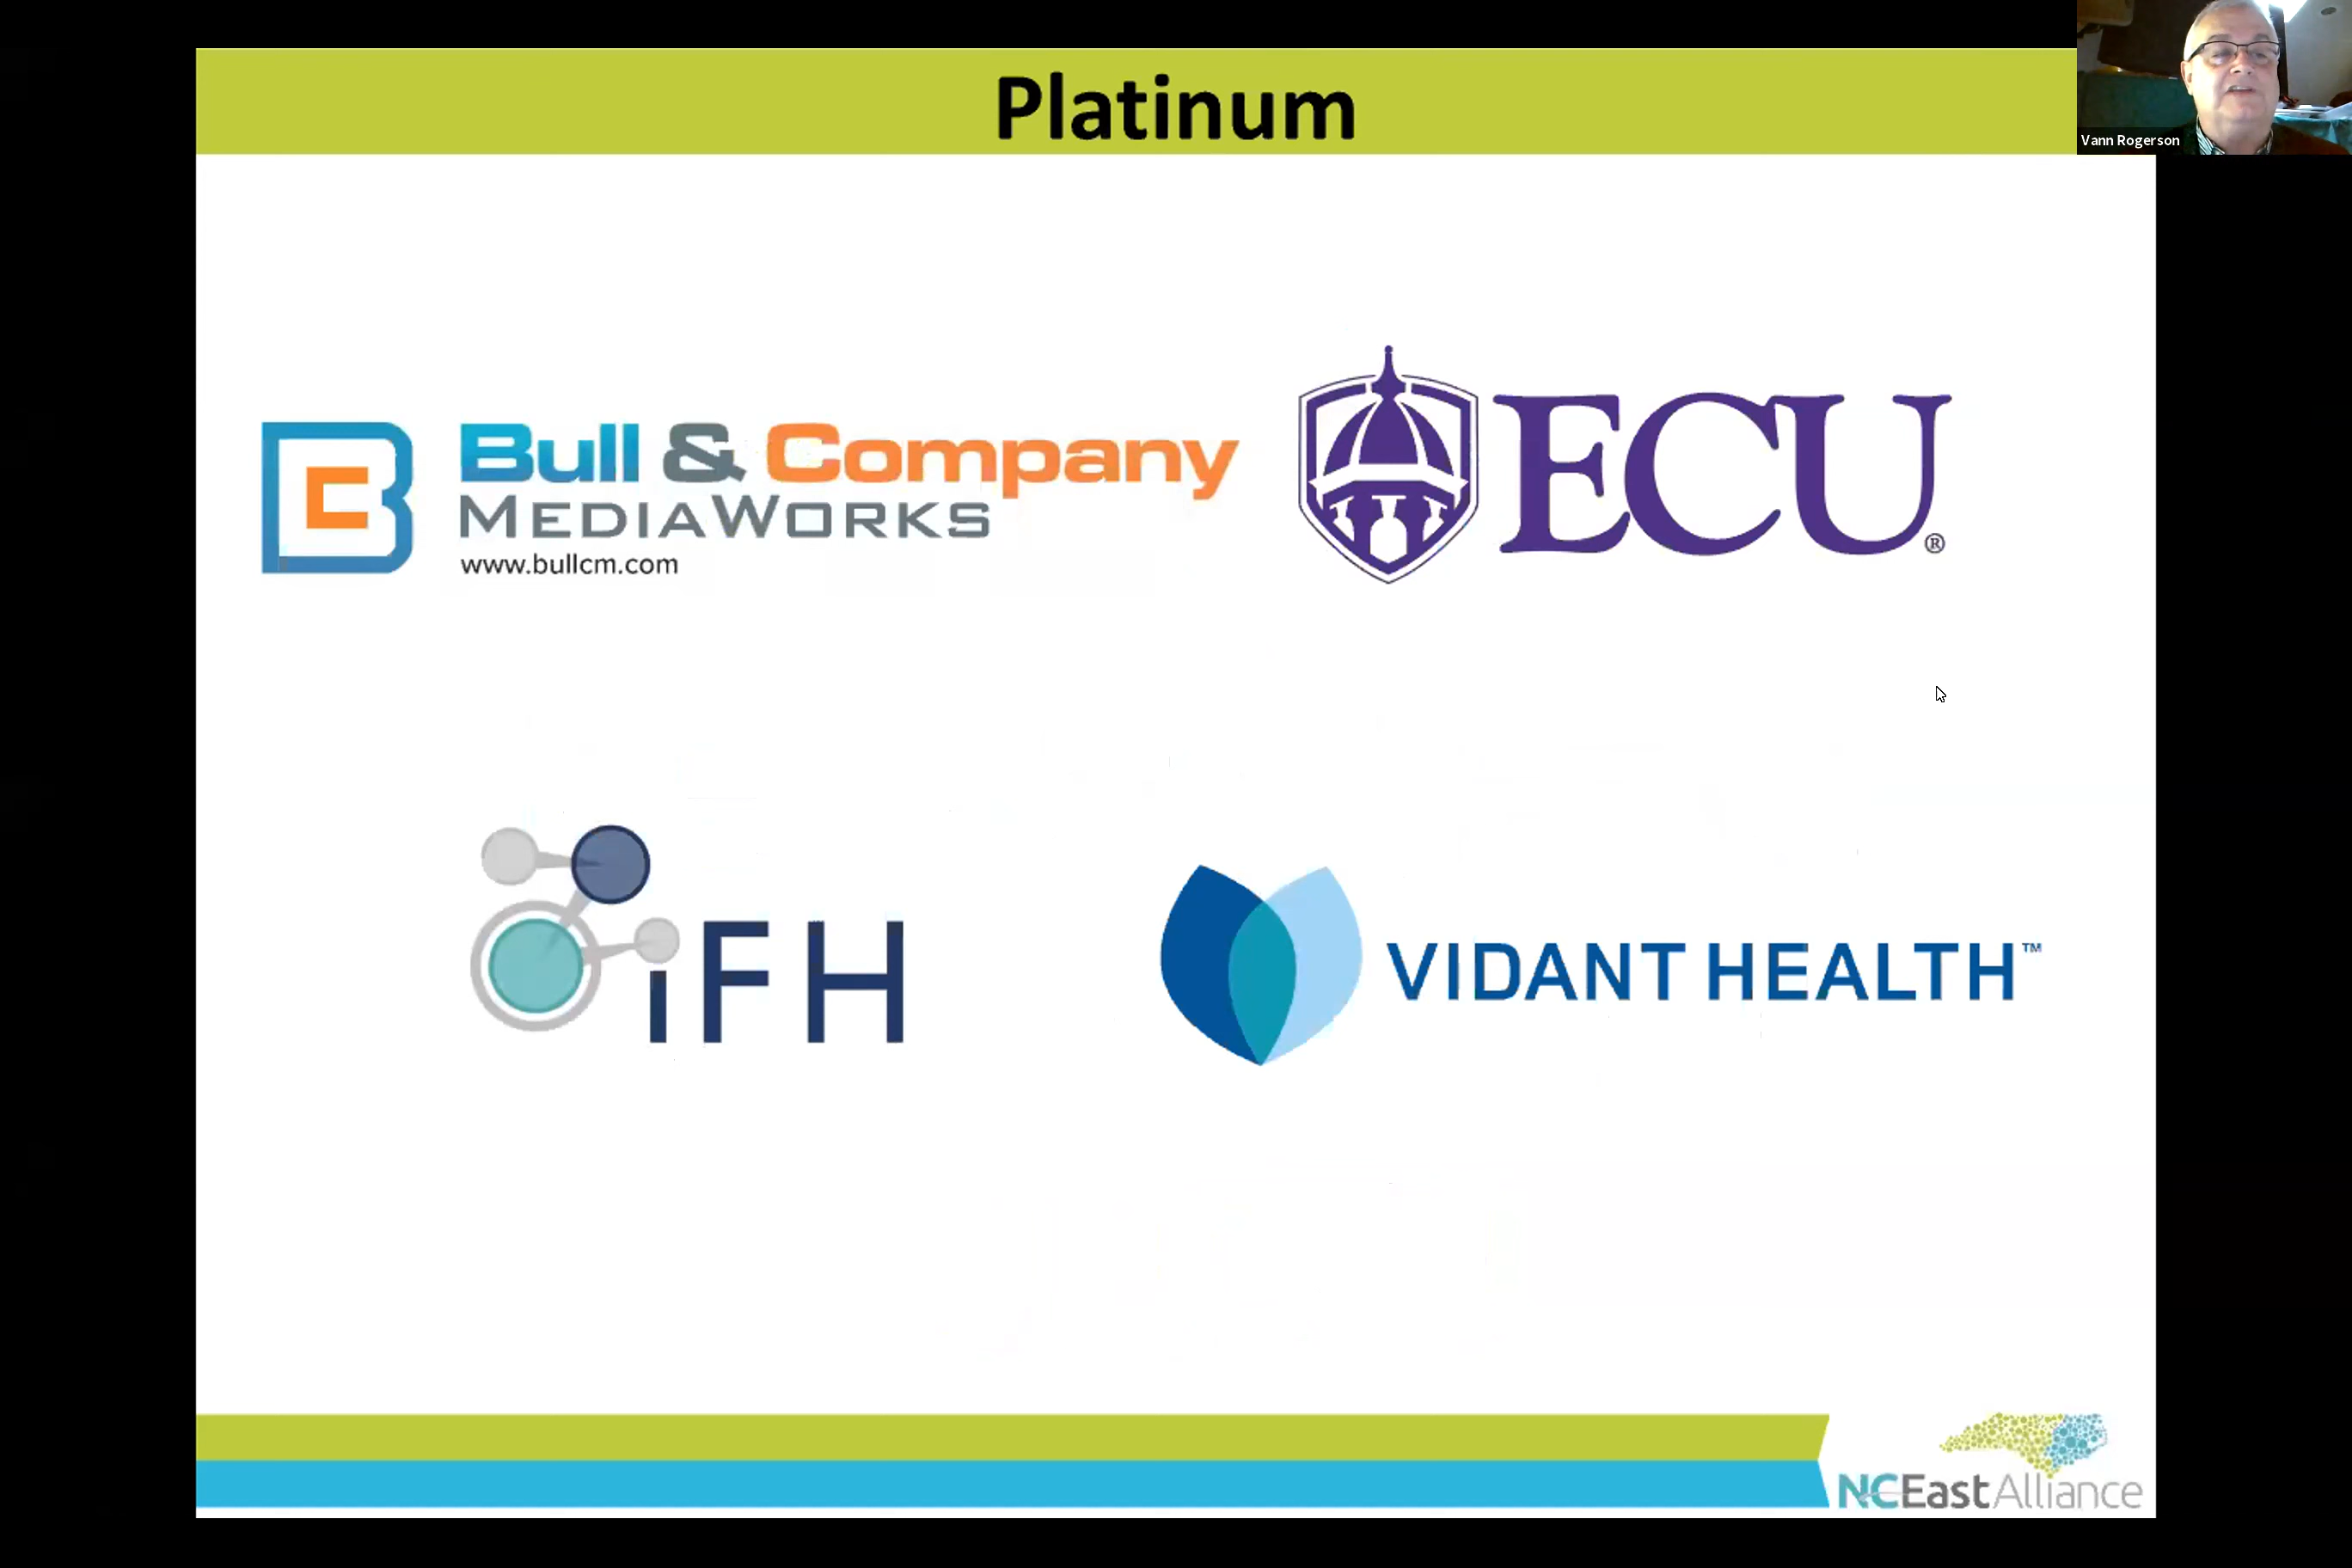 Platinum
Vann Rogerson
Bull & Company
MEDIAWORKS
www.bullcm.com
ECU®
iFH
VIDANT HEALTH™
NCEastAlliance